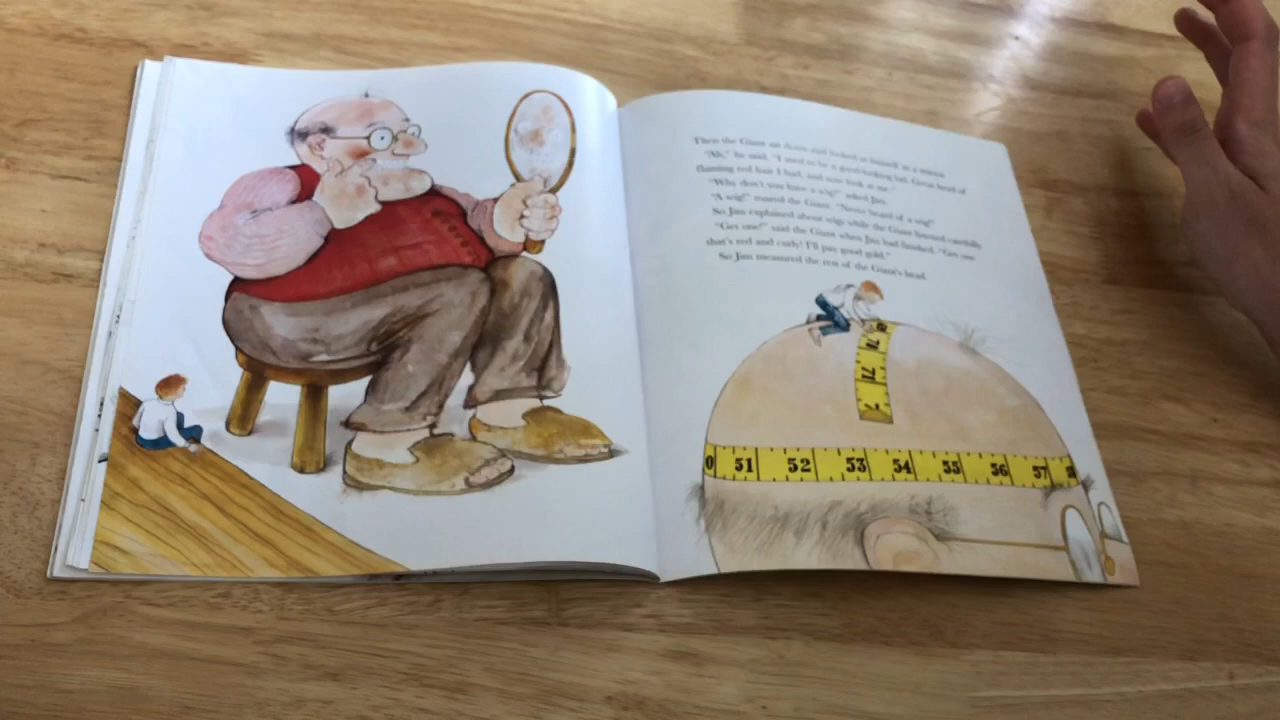 Then the Giant sat down and looked at himself in a mirror.
"Ah," he said, "I used to be a good-looking lad. Great head of
flaming red hair I had, and now look at me."
"Why don't you have a wig?" asked Jim.
"A wig!" roared the Giant. "Never heard of a wig!"
So Jim explained about wigs while the Giant listened carefully.
"Get one!" said the Giant when Jim had finished. "Get one
that's red and curly! I'll pay good gold."
So Jim measured the rest of the Giant's head.
71
0 51 52 53 54 55 56 57